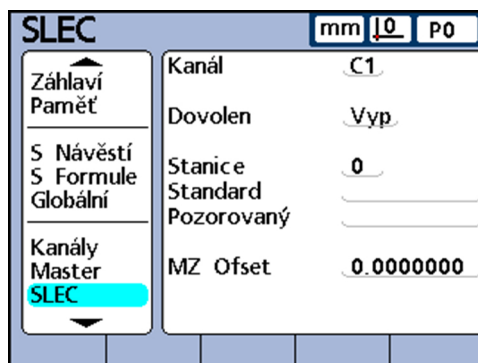 SLEC
mm |0 P0
Záhlaví
Paměť
S Návěstí
S Formule
Globální
Kanály
Master
SLEC
Kanál C1
Dovolen Vyp
Stanice 0
Standard
Pozorovaný
MZ Ofset 0.0000000